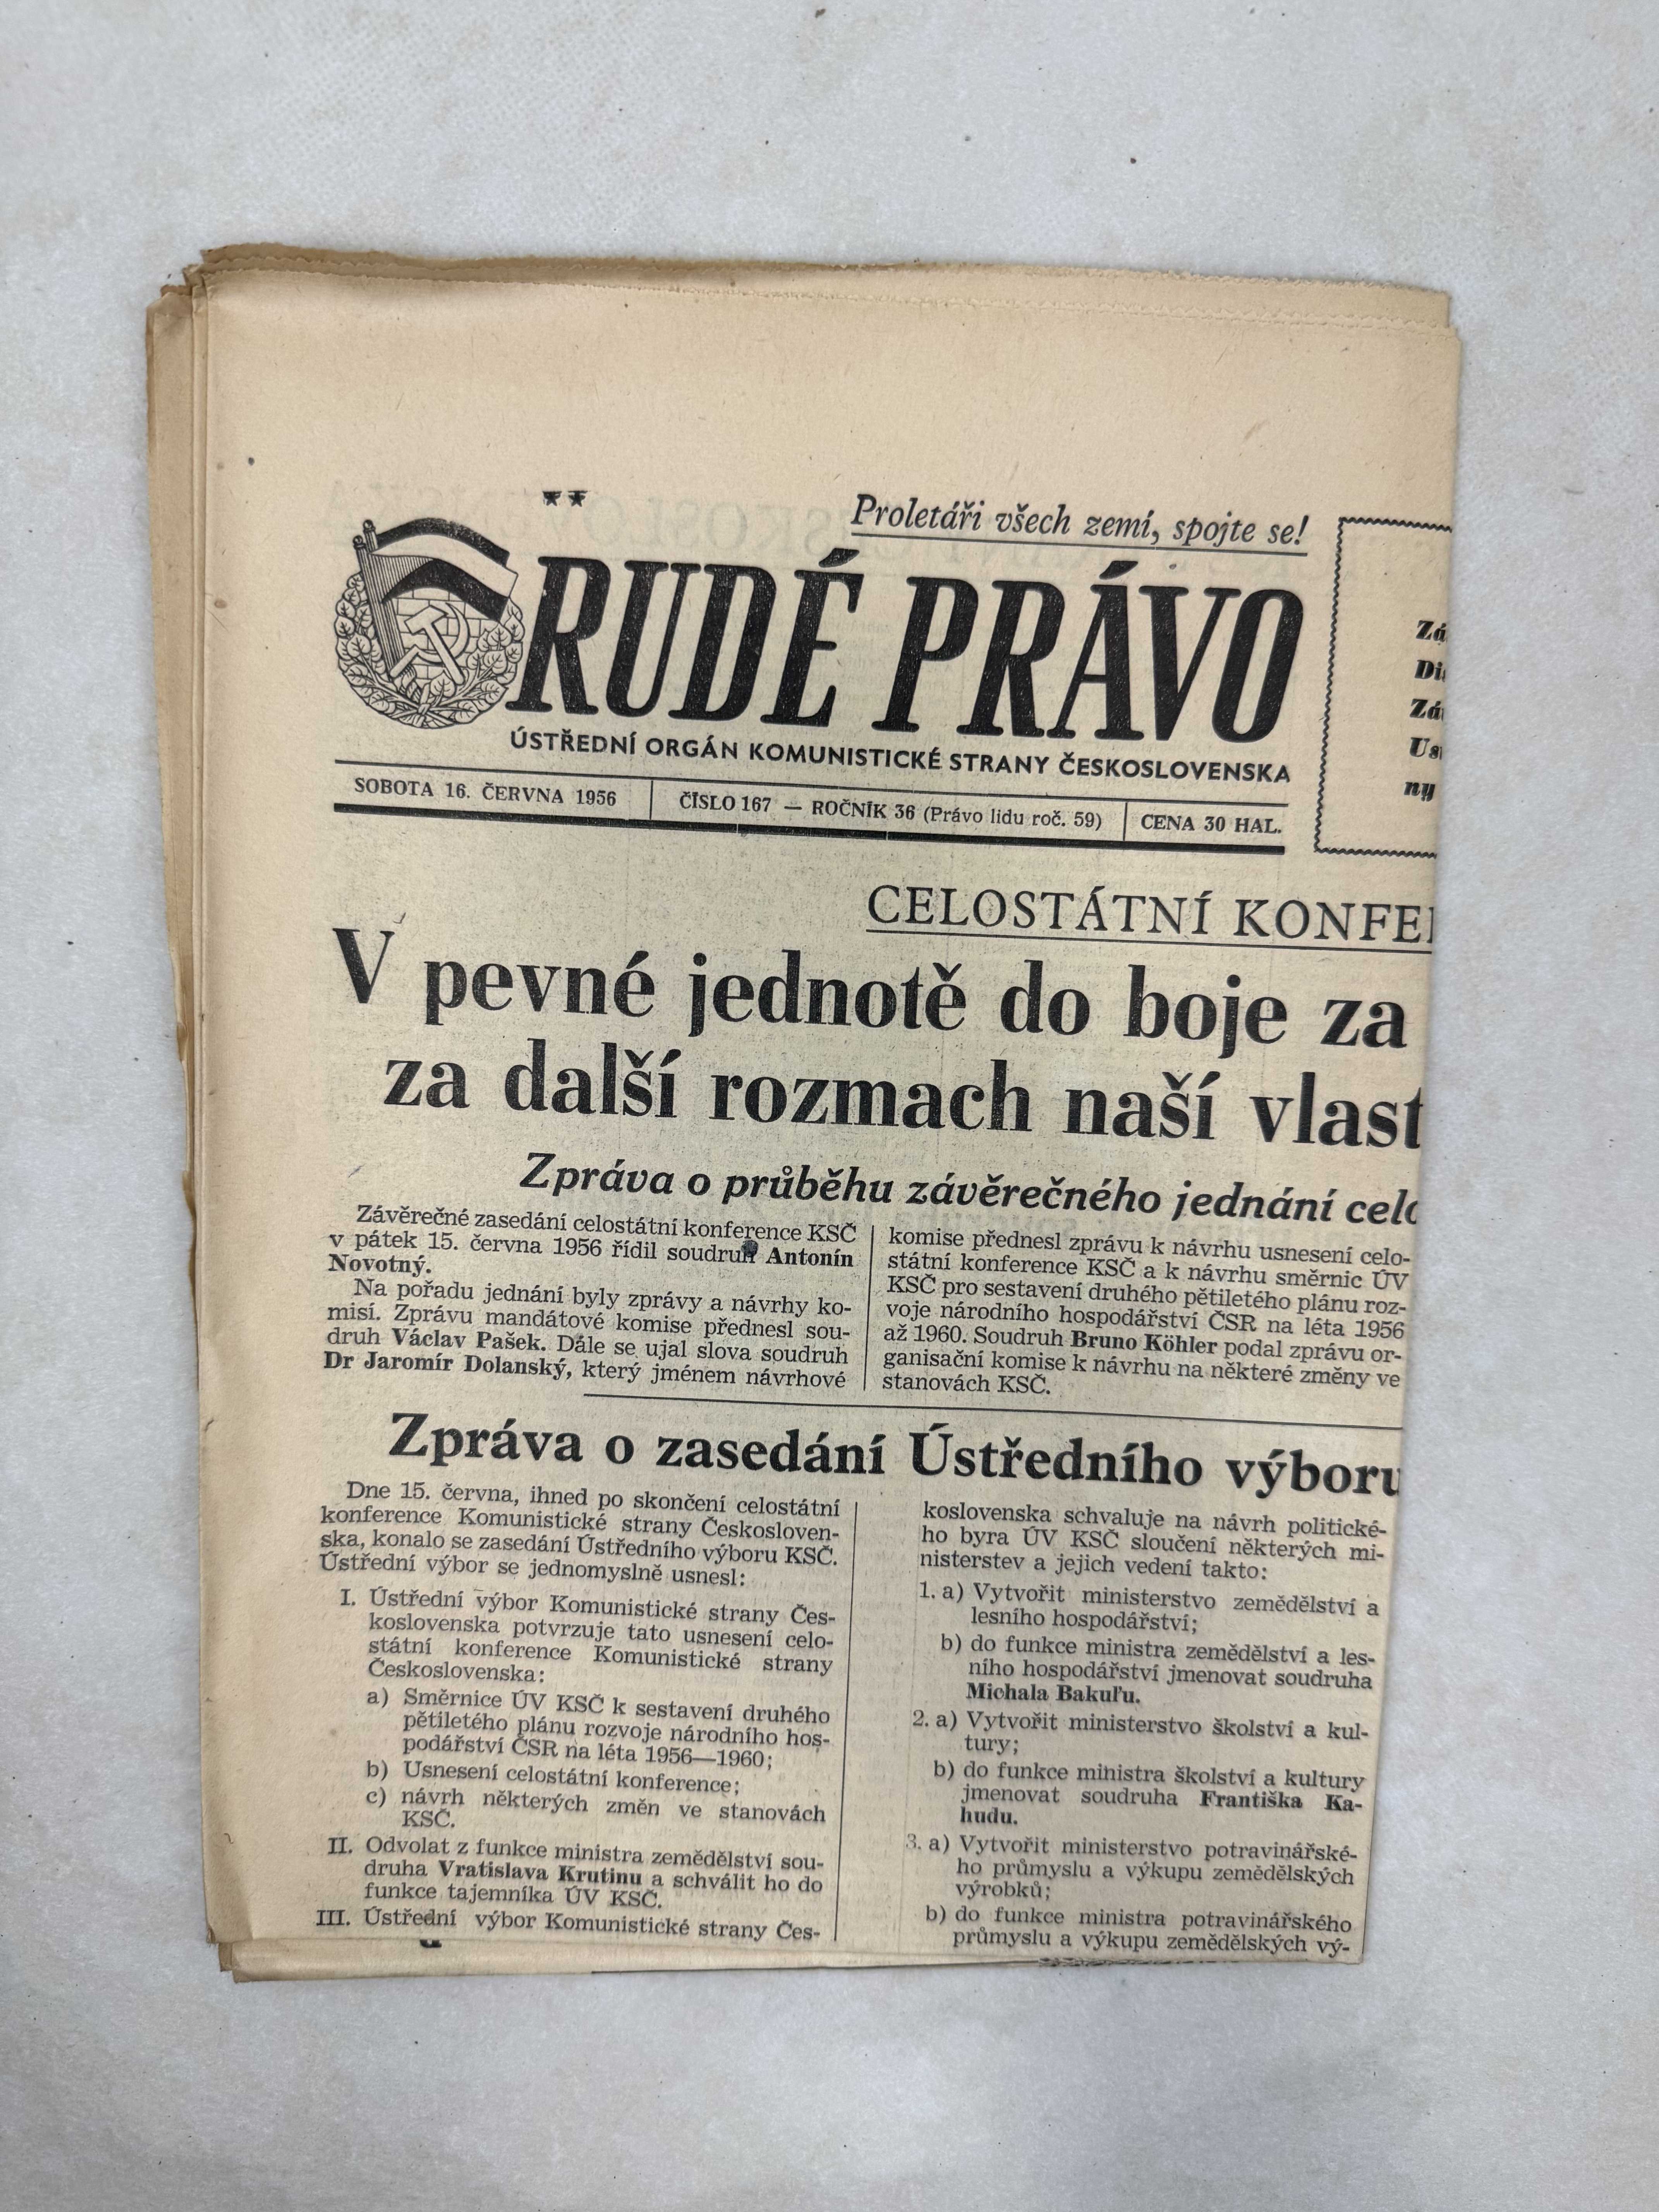 Proletáři všech zemí, spojte se!
RUDÉ PRÁVO
ÚSTŘEDNÍ ORGÁN KOMUNISTICKÉ STRANY ČESKOSLOVENSKA
SOBOTA 16. ČERVNA 1956
ČÍSLO 167 — ROČNÍK 36 (Právo lidu roč. 59)
CENA 30 HAL.
ny
CELOSTÁTNÍ
V pevné jednotě do boje za
za další rozmach naší vlast
Zpráva o průběhu závěrečného jednání celo
Závěrečné zasedání celostátní konference KSČ
v pátek 15. června 1956 řídil soudruh Antonín
Novotný.
Na pořadu jednání byly zprávy a návrhy ko-
misí. Zprávu mandátové komise přednesl sou-
druh Václav Pašek. Dále se ujal slova soudruh
Dr Jaromír Dolanský, který jménem návrhové
komise přednesl zprávu k návrhu usnesení celo-
státní konference KSČ a k návrhu směrnic ÚV
KSČ pro sestavení druhého pětiletého plánu roz-
voje národního hospodářství ČSR na léta 1956
až 1960. Soudruh Bruno Köhler podal zprávu or-
ganisační komise k návrhu na některé změny ve
stanovách KSČ.
Zpráva o zasedání Ústředního výboru
Dne 15. června, ihned po skončení celostátní
konference Komunistické strany Českosloven-
ska, konalo se zasedání Ústředního výboru KSČ.
Ústřední výbor se jednomyslně usnesl:
I. Ústřední výbor Komunistické strany Čes-
koslovenska potvrzuje tato usnesení celo-
státní konference Komunistické strany
Československa:
a) Směrnice ÚV KSČ k sestavení druhého
pětiletého plánu rozvoje národního hos-
podářství ČSR na léta 1956—1960;
b) Usnesení celostátní konference;
c) návrh některých změn ve stanovách
KSČ.
II. Odvolat z funkce ministra zemědělství sou-
druha Vratislava Krutinu a schválit ho do
funkce tajemníka ÚV KSČ.
III. Ústřední výbor Komunistické strany Čes-
koslovenska schvaluje na návrh politické-
ho byra ÚV KSČ sloučení některých mi-
nisterstev a jejich vedení takto:
1. a) Vytvořit ministerstvo zemědělství a
lesního hospodářství;
b) do funkce ministra zemědělství a les-
ního hospodářství jmenovat soudruha
Michala Bakuľu.
2. a) Vytvořit ministerstvo školství a kul-
tury;
b) do funkce ministra školství a kultury
jmenovat soudruha Františka Ka-
hudu.
3. a) Vytvořit ministerstvo potravinářské-
ho průmyslu a výkupu zemědělských
výrobků;
b) do funkce ministra potravinářského
průmyslu a výkupu zemědělských vý-